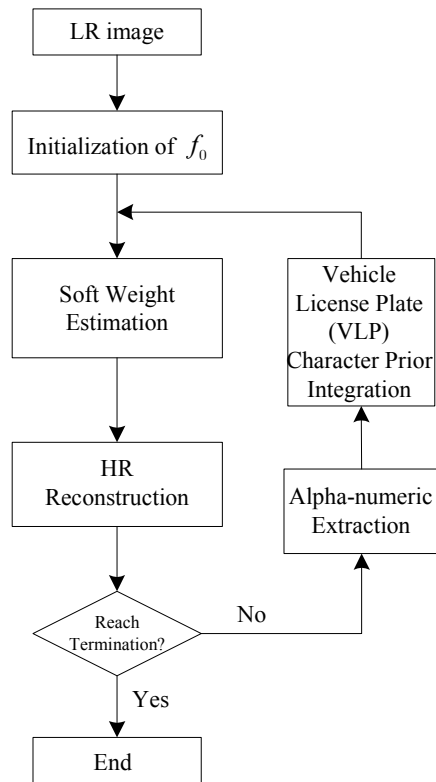 LR image
Initialization of f₀
Soft Weight
Estimation
HR
Reconstruction
Reach
Termination?
Yes
End
No
Alpha-numeric
Extraction
Vehicle
License Plate
(VLP)
Character Prior
Integration